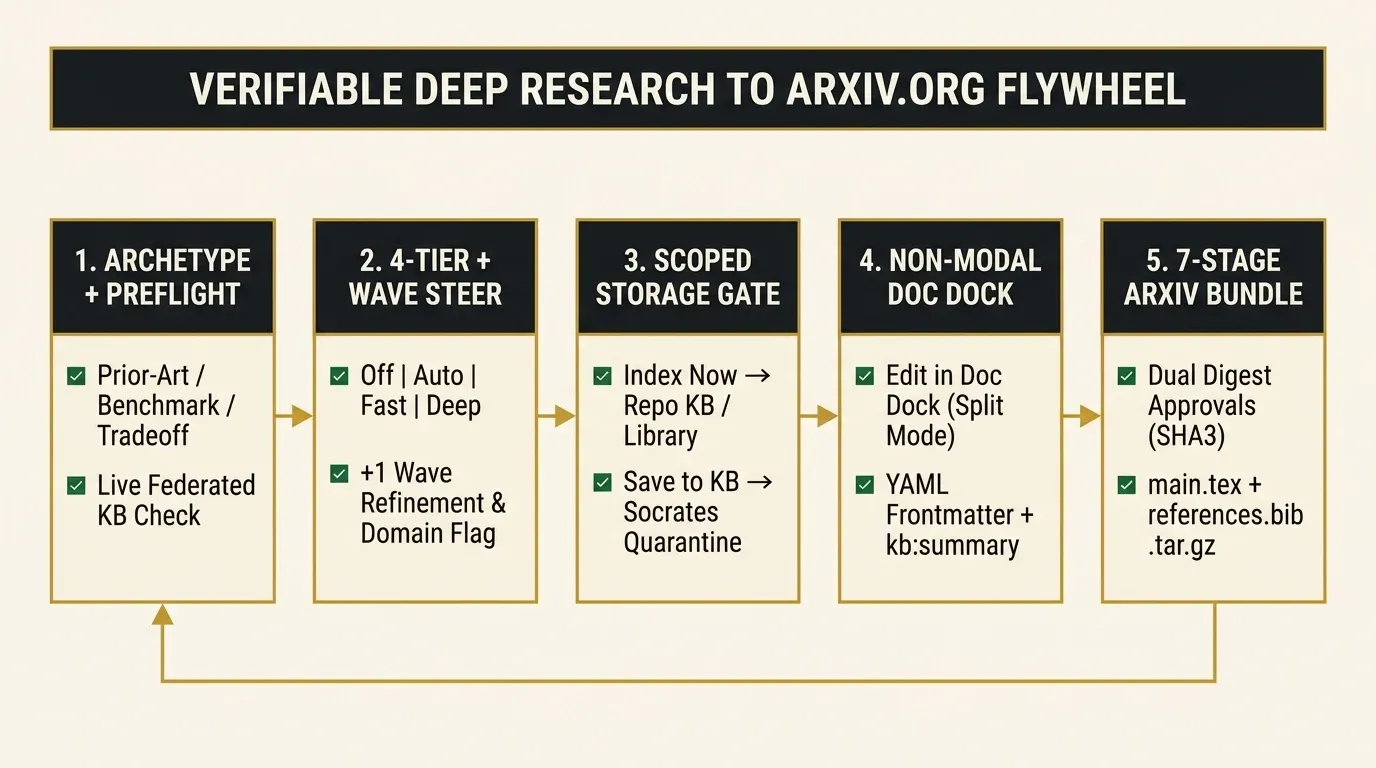 VERIFIABLE DEEP RESEARCH TO ARXIV.ORG FLYWHEEL
1. ARCHETYPE
+ PREFLIGHT
Prior-Art /
Benchmark /
Tradeoff
Live Federated
KB Check
2. 4-TIER +
WAVE STEER
Off | Auto |
Fast | Deep
+1 Wave
Refinement &
Domain Flag
3. SCOPED
STORAGE GATE
Index Now →
Repo KB /
Library
Save to KB →
Socrates
Quarantine
4. NON-MODAL
DOC DOCK
Edit in Doc
Dock (Split
Mode)
YAML
Frontmatter +
kb:summary
5. 7-STAGE
ARXIV BUNDLE
Dual Digest
Approvals
(SHA3)
main.tex +
references.bib
.tar.gz